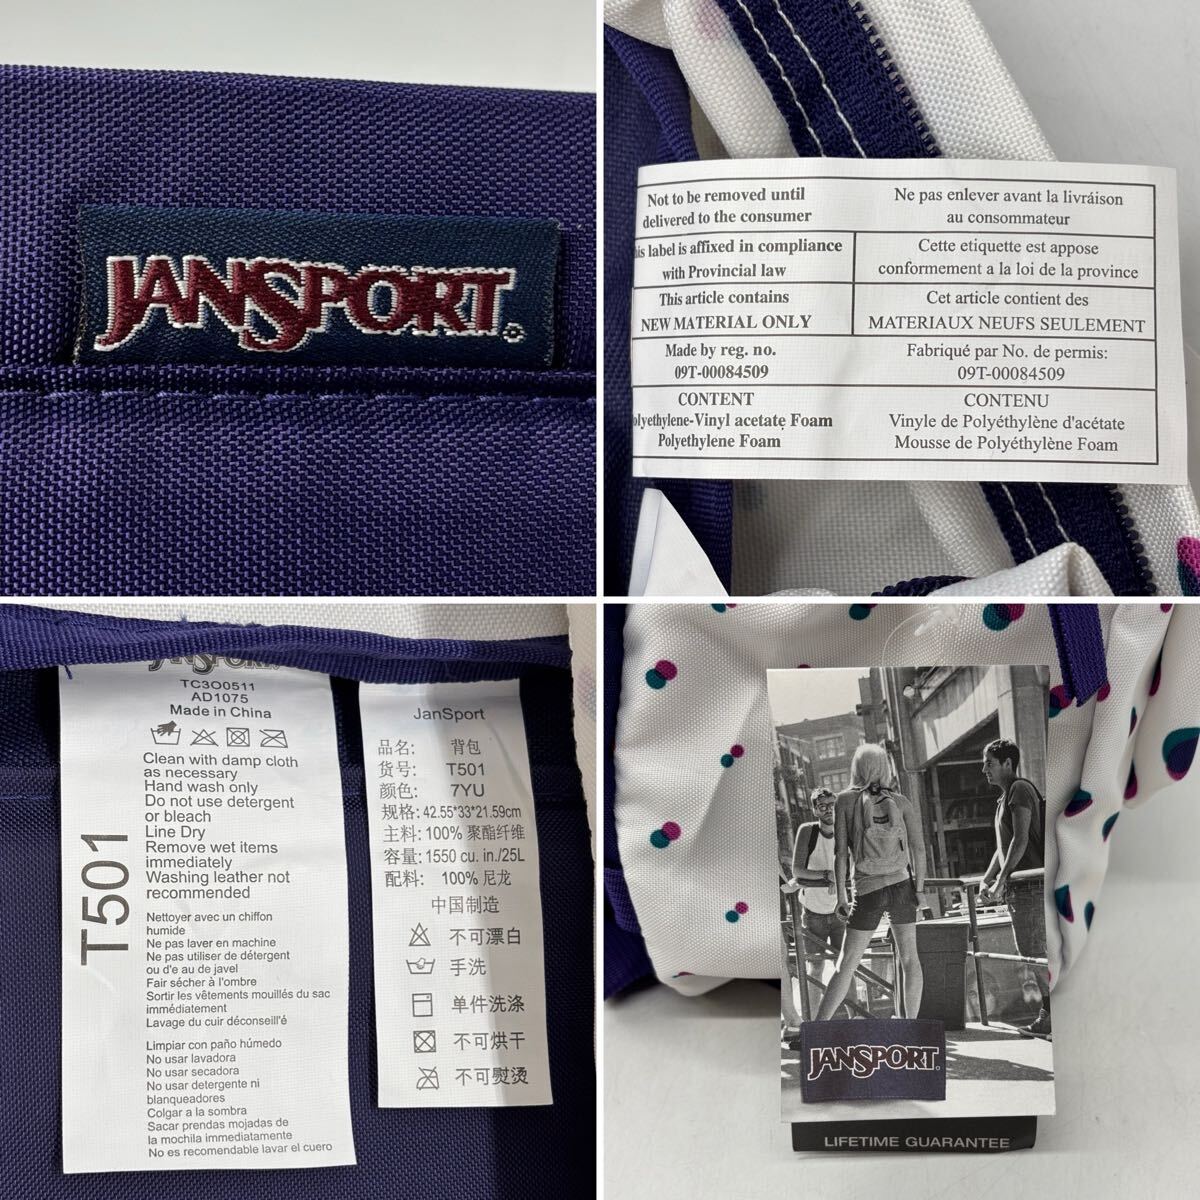 JANSPORT®
Not to be removed until
delivered to the consumer
label is affixed in compliance
with Provincial law
This article contains
NEW MATERIAL ONLY
Made by reg. no.
09T-00084509
CONTENT
olyethylene-Vinyl acetate Foam
Polyethylene Foam
Ne pas enlever avant la livráison
au consommateur
Cette etiquette est appose
conformement a la loi de la province
Cet article contient des
MATERIAUX NEUFS SEULEMENT
Fabriqué par No. de permis:
09T-00084509
CONTENU
Vinyle de Polyéthylène d'acétate
Mousse de Polyéthylène Foam
JANSPORT
TC3O0511
AD1075
Made in China
Clean with damp cloth
as necessary
Hand wash only
Do not use detergent
or bleach
Line Dry
Remove wet items
immediately
Washing leather not
recommended
T501
Nettoyer avec un chiffon
humide
Ne pas laver en machine
Ne pas utiliser de détergent
ou d'e au de javel
Fair sécher à l'ombre
Sortir les vêtements mouillés du sac
immédiatement
Lavage du cuir déconseill'é
Limpiar con paño húmedo
No usar lavadora
No usar secadora
No usar detergente ni
blanqueadores
Colgar a la sombra
Sacar prendas mojadas de
la mochila immediatamente
No es recomendable lavar el cuero
JanSport
品名: 背包
货号: T501
颜色: 7YU
规格: 42.55*33*21.59cm
主料: 100% 聚酯纤维
容量: 1550 cu. in./25L
配料: 100% 尼龙
中国制造
不可漂白
手洗
单件洗涤
不可烘干
不可熨烫
JANSPORT.
LIFETIME GUARANTEE